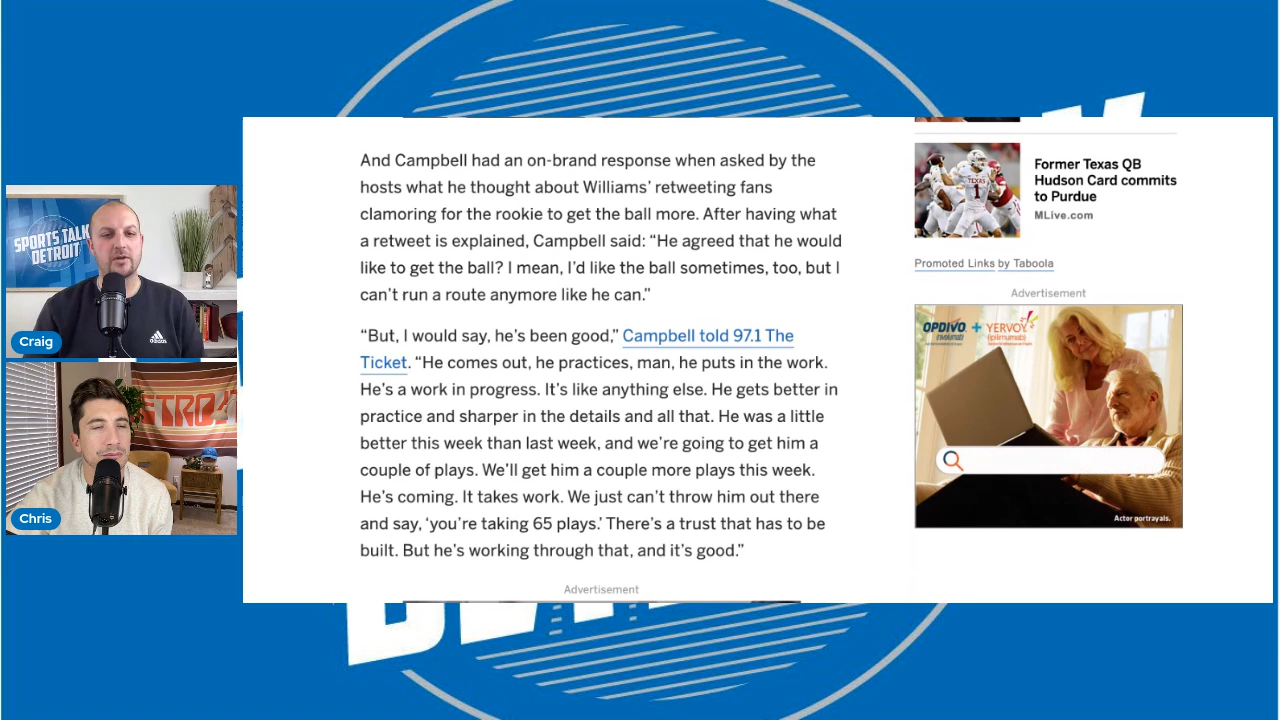 And Campbell had an on-brand response when asked by the
hosts what he thought about Williams’ retweeting fans
clamoring for the rookie to get the ball more. After having what
a retweet is explained, Campbell said: “He agreed that he would
like to get the ball? I mean, I’d like the ball sometimes, too, but I
can’t run a route anymore like he can.”
“But, I would say, he’s been good,” Campbell told 97.1 The
Ticket. “He comes out, he practices, man, he puts in the work.
He’s a work in progress. It’s like anything else. He gets better in
practice and sharper in the details and all that. He was a little
better this week than last week, and we’re going to get him a
couple of plays. We’ll get him a couple more plays this week.
He’s coming. It takes work. We just can’t throw him out there
and say, ‘you’re taking 65 plays.’ There’s a trust that has to be
built. But he’s working through that, and it’s good.”
Advertisement
TEXAS
1
Former Texas QB
Hudson Card commits
to Purdue
MLive.com
Promoted Links by Taboola
Advertisement
OPDIVO + YERVOY
(nivolumab) (ipilimumab)
Actor portrayals.
SPORTS TALK
DETROIT
adidas
Craig
Chris